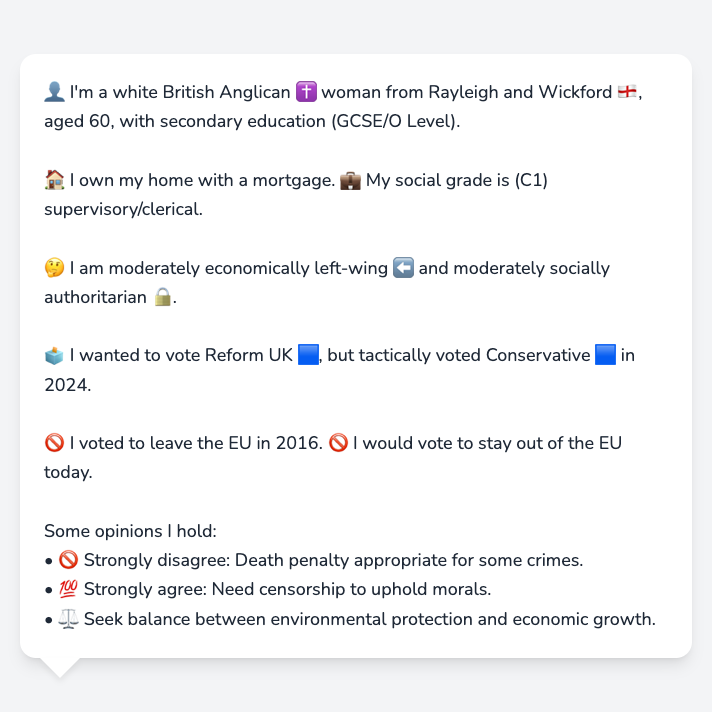 👤 I'm a white British Anglican ✝️ woman from Rayleigh and Wickford 🏴󠁧󠁢󠁥󠁮󠁧󠁿,
aged 60, with secondary education (GCSE/O Level).
🏠 I own my home with a mortgage. 💼 My social grade is (C1)
supervisory/clerical.
🤔 I am moderately economically left-wing ⬅️ and moderately socially
authoritarian 🔒.
🗳️ I wanted to vote Reform UK 🟦, but tactically voted Conservative 🟦 in
2024.
🚫 I voted to leave the EU in 2016. 🚫 I would vote to stay out of the EU
today.
Some opinions I hold:
• 🚫 Strongly disagree: Death penalty appropriate for some crimes.
• 💯 Strongly agree: Need censorship to uphold morals.
• ⚖️ Seek balance between environmental protection and economic growth.